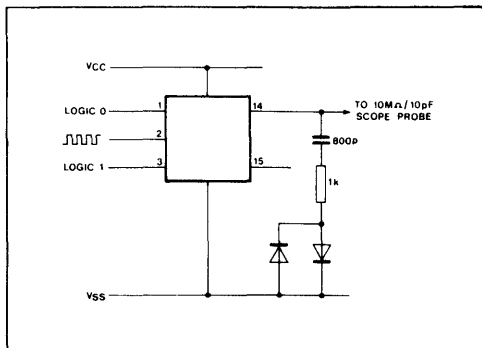 VCC
LOGIC 0
1
14
TO 10MΩ/10pF
SCOPE PROBE
2
800p
LOGIC 1
3
15
1k
VSS